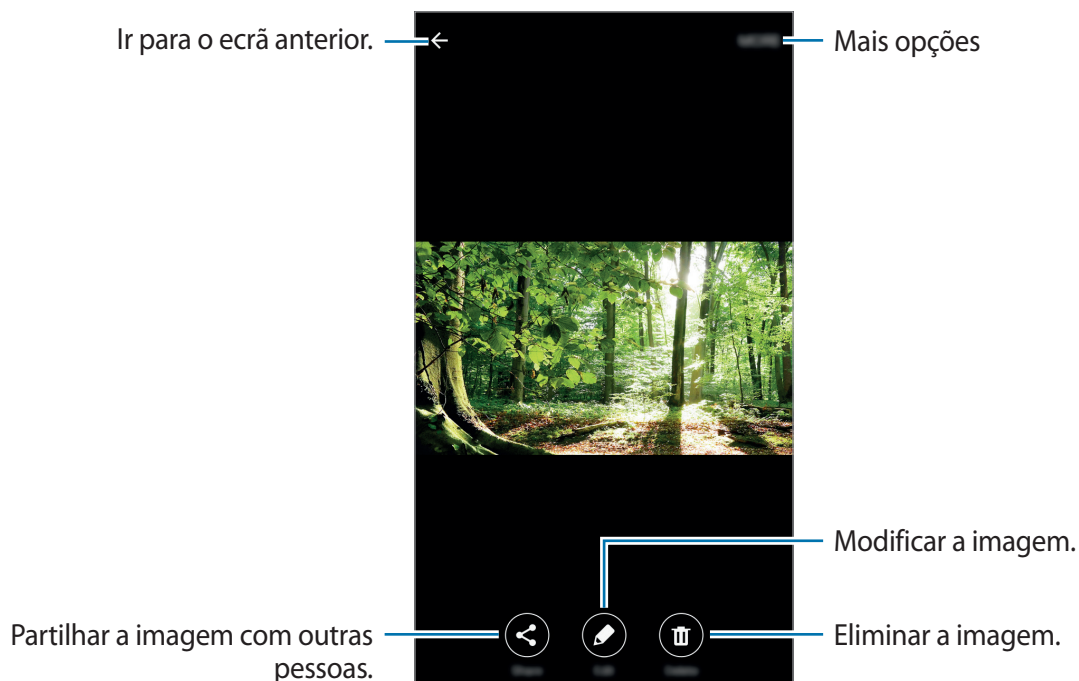 Ir para o ecrã anterior.
Mais opções
Modificar a imagem.
Partilhar a imagem com outras
pessoas.
Eliminar a imagem.